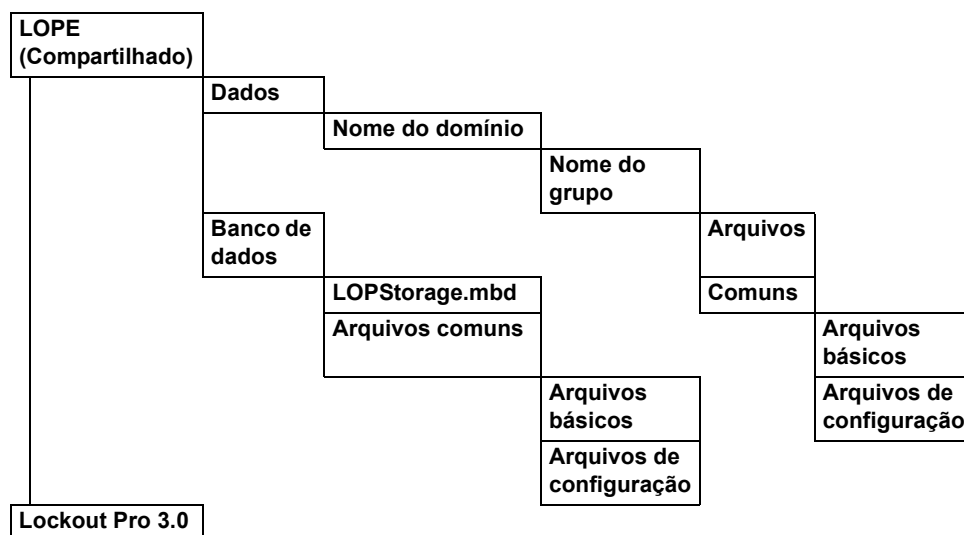 LOPE
(Compartilhado)
Dados
Nome do domínio
Nome do
grupo
Banco de
dados
Arquivos
LOPStorage.mbd
Comuns
Arquivos comuns
Arquivos
básicos
Arquivos
básicos
Arquivos de
configuração
Arquivos de
configuração
Lockout Pro 3.0